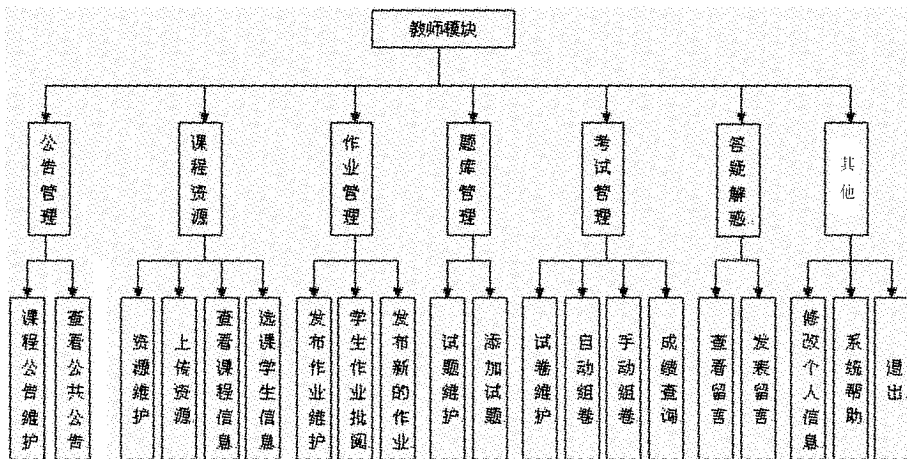 教师模块
公告管理
课程资源
作业管理
题库管理
考试管理
答疑解惑
其他
课程公告维护
查看公共公告
资源维护
上传资源
查看课程信息
选课学生信息
发布作业维护
学生作业批阅
发布新的作业
试题维护
添加试题
试卷维护
自动组卷
手动组卷
成绩查询
查看留言
发表留言
修改个人信息
系统帮助
退出